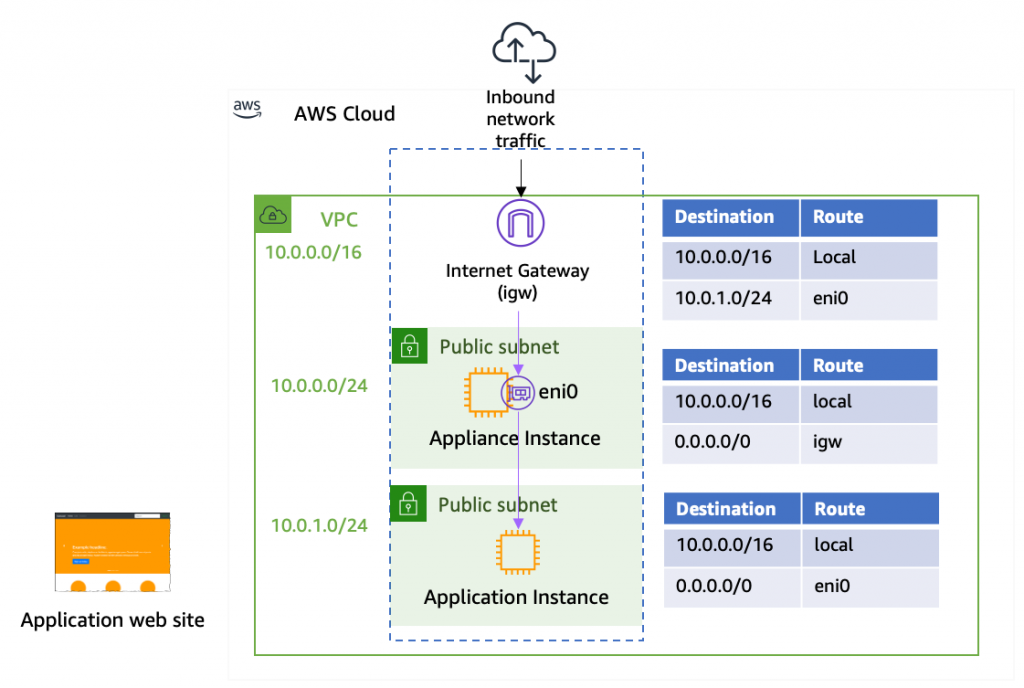 Inbound
network
traffic
aws
AWS Cloud
VPC
10.0.0.0/16
Internet Gateway
(igw)
Destination Route
10.0.0.0/16 Local
10.0.1.0/24 eni0
Public subnet
10.0.0.0/24
eni0
Appliance Instance
Destination Route
10.0.0.0/16 local
0.0.0.0/0 igw
Public subnet
10.0.1.0/24
Application Instance
Destination Route
10.0.0.0/16 local
0.0.0.0/0 eni0
Application web site